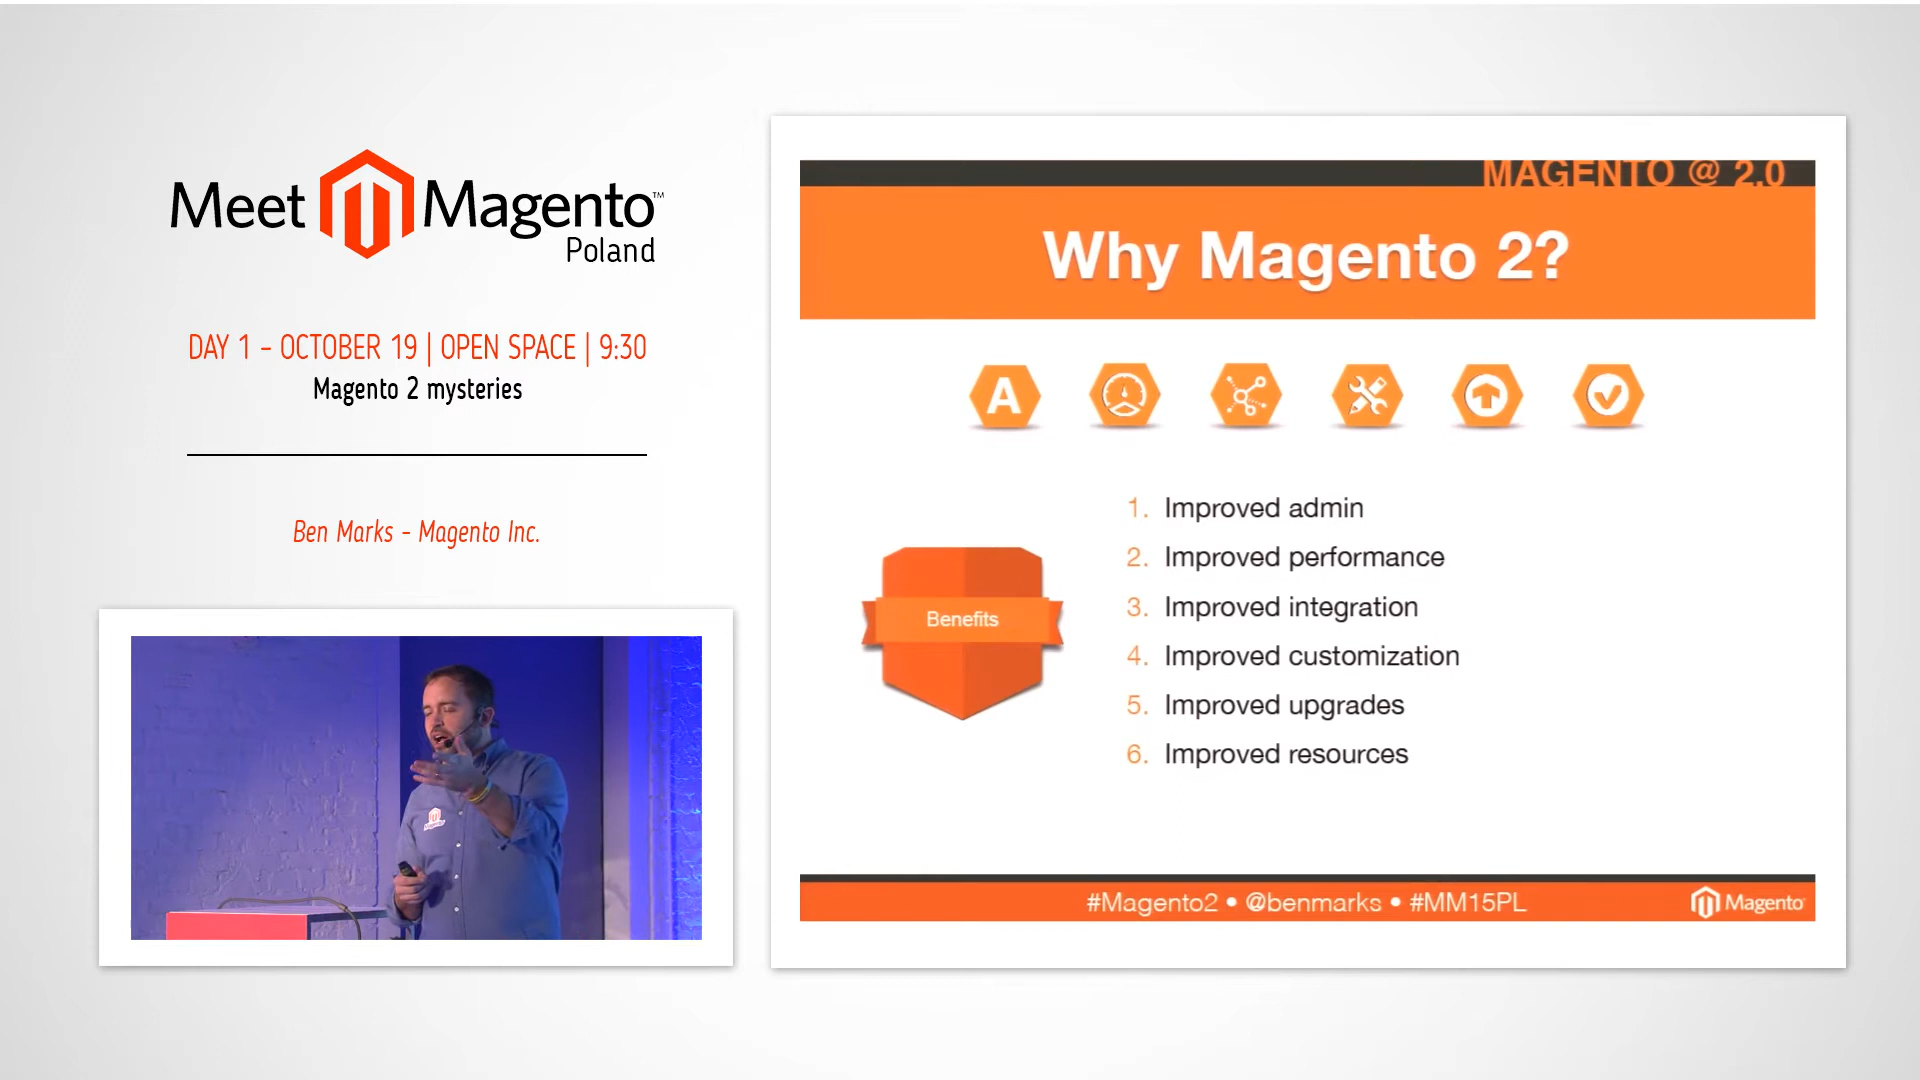 Meet Magento™
Poland
DAY 1 - OCTOBER 19 | OPEN SPACE | 9:30
Magento 2 mysteries
Ben Marks - Magento Inc.
Magento
MAGENTO @ 2.0
Why Magento 2?
A
Benefits
1. Improved admin
2. Improved performance
3. Improved integration
4. Improved customization
5. Improved upgrades
6. Improved resources
#Magento2 • @benmarks • #MM15PL
Magento